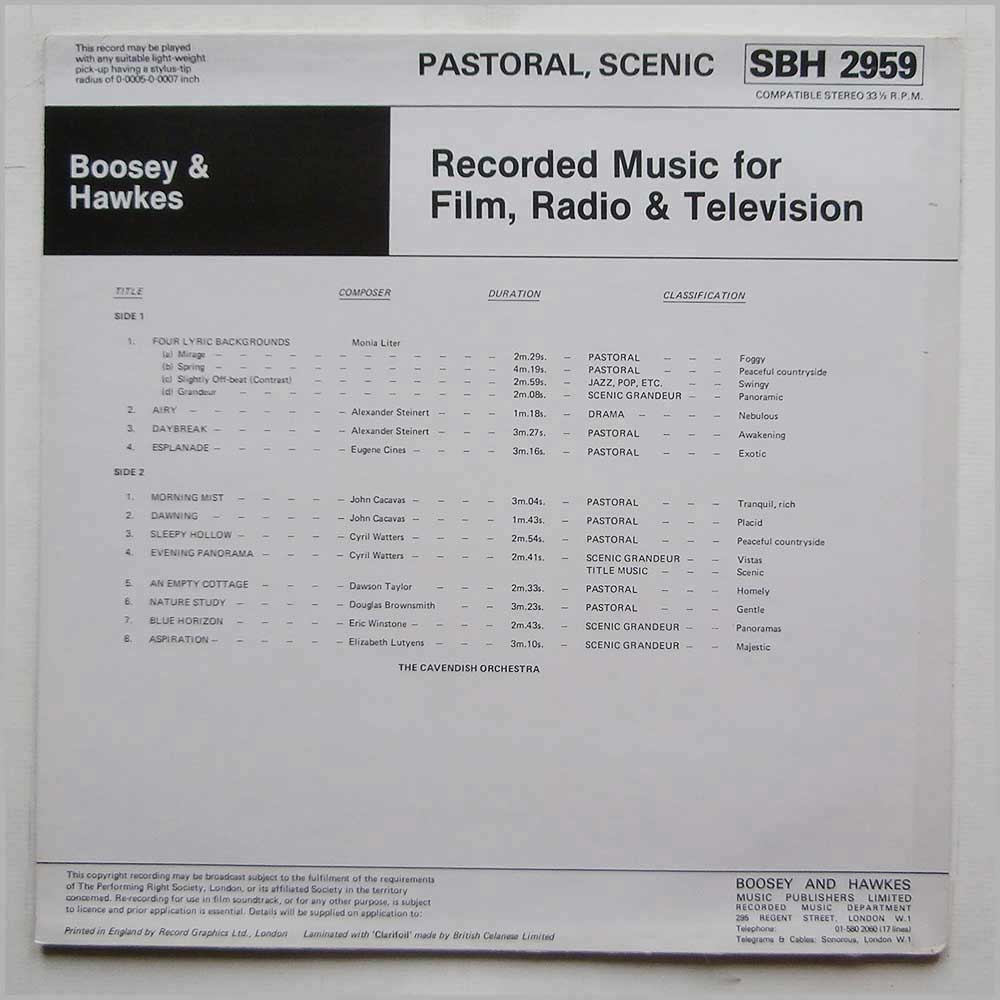 This record may be played
with any suitable light-weight
pick-up having a stylus-tip
radius of 0·0005-0·0007 inch
PASTORAL, SCENIC
SBH 2959
COMPATIBLE STEREO 33⅓ R.P.M.
Boosey &
Hawkes
Recorded Music for
Film, Radio & Television
TITLE COMPOSER DURATION CLASSIFICATION
SIDE 1
1. FOUR LYRIC BACKGROUNDS Monia Liter
(a) Mirage – – – – – – – – – – – – 2m.29s. – PASTORAL – – – Foggy
(b) Spring – – – – – – – – – – – – 4m.19s. – PASTORAL – – – Peaceful countryside
(c) Slightly Off-beat (Contrast) – – – – – – – – 2m.59s. – JAZZ, POP, ETC. – – Swingy
(d) Grandeur – – – – – – – – – – – 2m.08s. – SCENIC GRANDEUR – – Panoramic
2. AIRY – – – – – – – Alexander Steinert – – – 1m.18s. – DRAMA – – – – Nebulous
3. DAYBREAK – – – – – – Alexander Steinert – – – 3m.27s. – PASTORAL – – – Awakening
4. ESPLANADE – – – – – – Eugene Cines – – – – 3m.16s. – PASTORAL – – – Exotic
SIDE 2
1. MORNING MIST – – – – – John Cacavas – – – – 3m.04s. – PASTORAL – – – Tranquil, rich
2. DAWNING – – – – – – John Cacavas – – – – 1m.43s. – PASTORAL – – – Placid
3. SLEEPY HOLLOW – – – – – Cyril Watters – – – – 2m.54s. – PASTORAL – – – Peaceful countryside
4. EVENING PANORAMA – – – – Cyril Watters – – – – 2m.41s. – SCENIC GRANDEUR – – Vistas
TITLE MUSIC – – – Scenic
5. AN EMPTY COTTAGE – – – – Dawson Taylor – – – 2m.33s. – PASTORAL – – – Homely
6. NATURE STUDY – – – – – Douglas Brownsmith – – 3m.23s. – PASTORAL – – – Gentle
7. BLUE HORIZON – – – – – Eric Winstone – – – – 2m.43s. – SCENIC GRANDEUR – – Panoramas
8. ASPIRATION – – – – – – Elizabeth Lutyens – – – 3m.10s. – SCENIC GRANDEUR – – Majestic
THE CAVENDISH ORCHESTRA
This copyright recording may be broadcast subject to the fulfilment of the requirements
of The Performing Right Society, London, or its affiliated Society in the territory
concerned. Re-recording for use in film soundtrack, or for any other purpose, is subject
to licence and prior application is essential. Details will be supplied on application to:
Printed in England by Record Graphics Ltd., London Laminated with 'Clarifoil' made by British Celanese Limited
BOOSEY AND HAWKES
MUSIC PUBLISHERS LIMITED
RECORDED MUSIC DEPARTMENT
295 REGENT STREET, LONDON W.1
Telephone: 01-580 2060 (17 lines)
Telegrams & Cables: Sonorous, London W.1